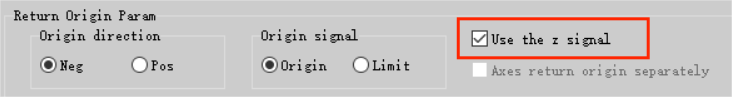 Return Origin Param
Origin direction
Neg Pos
Origin signal
Origin Limit
Use the z signal
Axes return origin separately